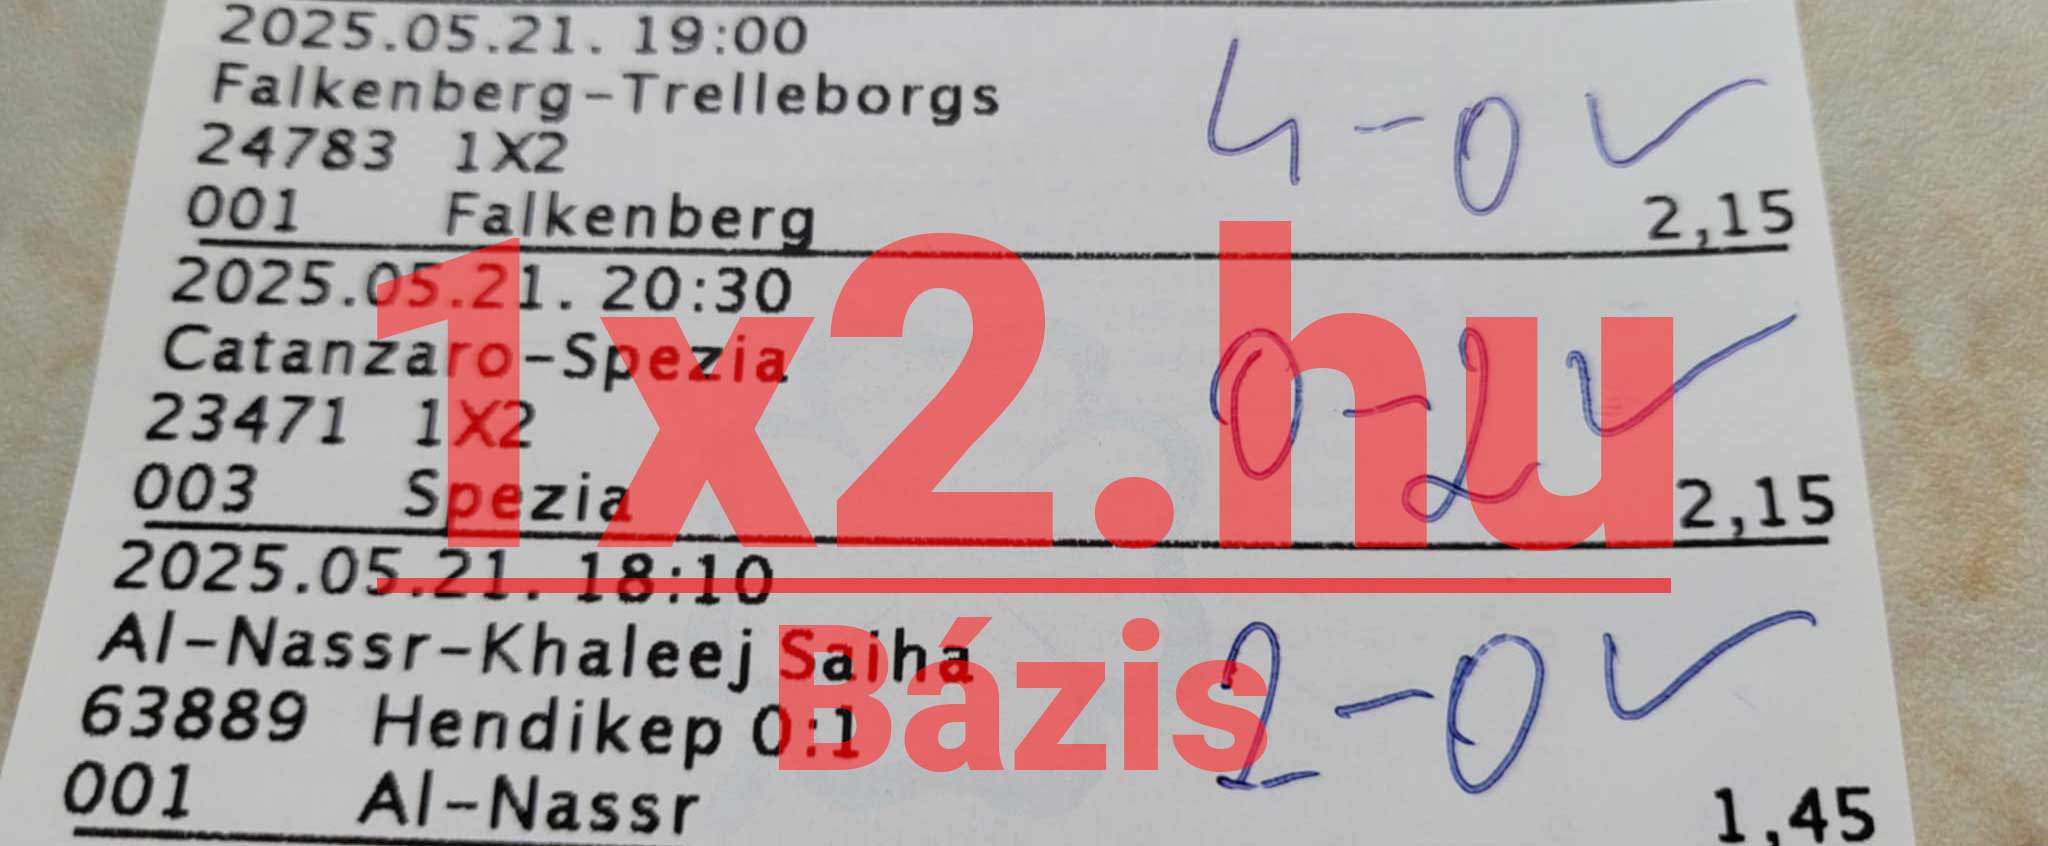 2025.05.21. 19:00
Falkenberg-Trelleborgs
4-0 ✓
24783 1X2
001 Falkenberg 2,15
2025.05.21. 20:30
Catanzaro-Spezia
0-2 ✓
23471 1X2
003 Spezia 2,15
2025.05.21. 18:10
Al-Nassr-Khaleej Saiha
2-0 ✓
63889 Hendikep 0:1
001 Al-Nassr 1,45
1x2.hu
Bázis